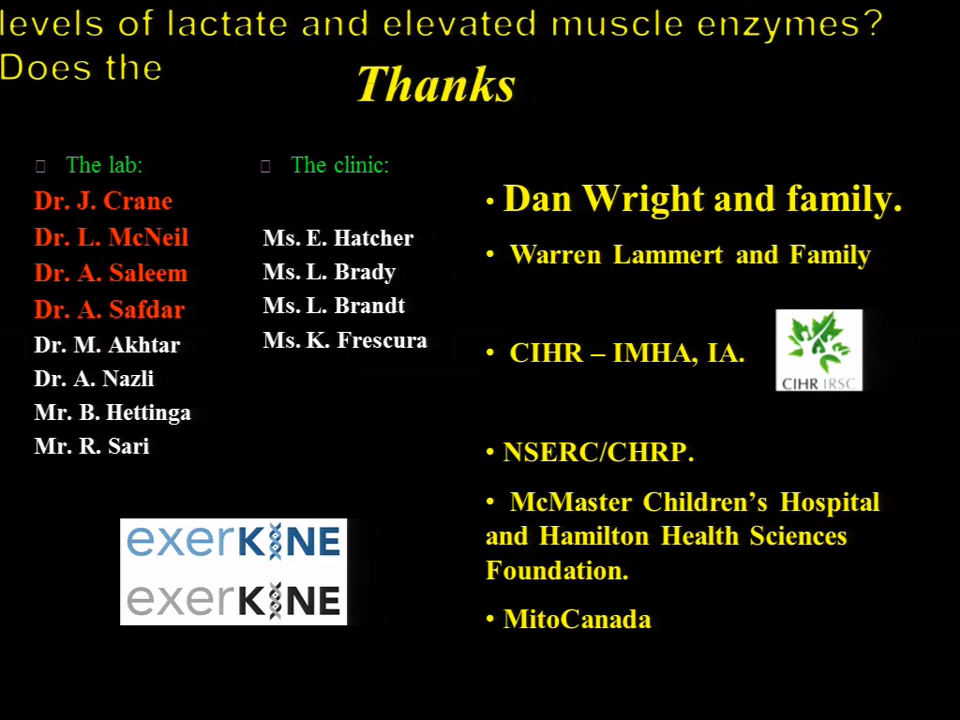 levels of lactate and elevated muscle enzymes?
Does the
Thanks
The lab:
Dr. J. Crane
Dr. L. McNeil
Dr. A. Saleem
Dr. A. Safdar
Dr. M. Akhtar
Dr. A. Nazli
Mr. B. Hettinga
Mr. R. Sari
The clinic:
Ms. E. Hatcher
Ms. L. Brady
Ms. L. Brandt
Ms. K. Frescura
• Dan Wright and family.
• Warren Lammert and Family
• CIHR – IMHA, IA.
CIHR IRSC
• NSERC/CHRP.
• McMaster Children’s Hospital
and Hamilton Health Sciences
Foundation.
• MitoCanada
exerKINE
exerKINE